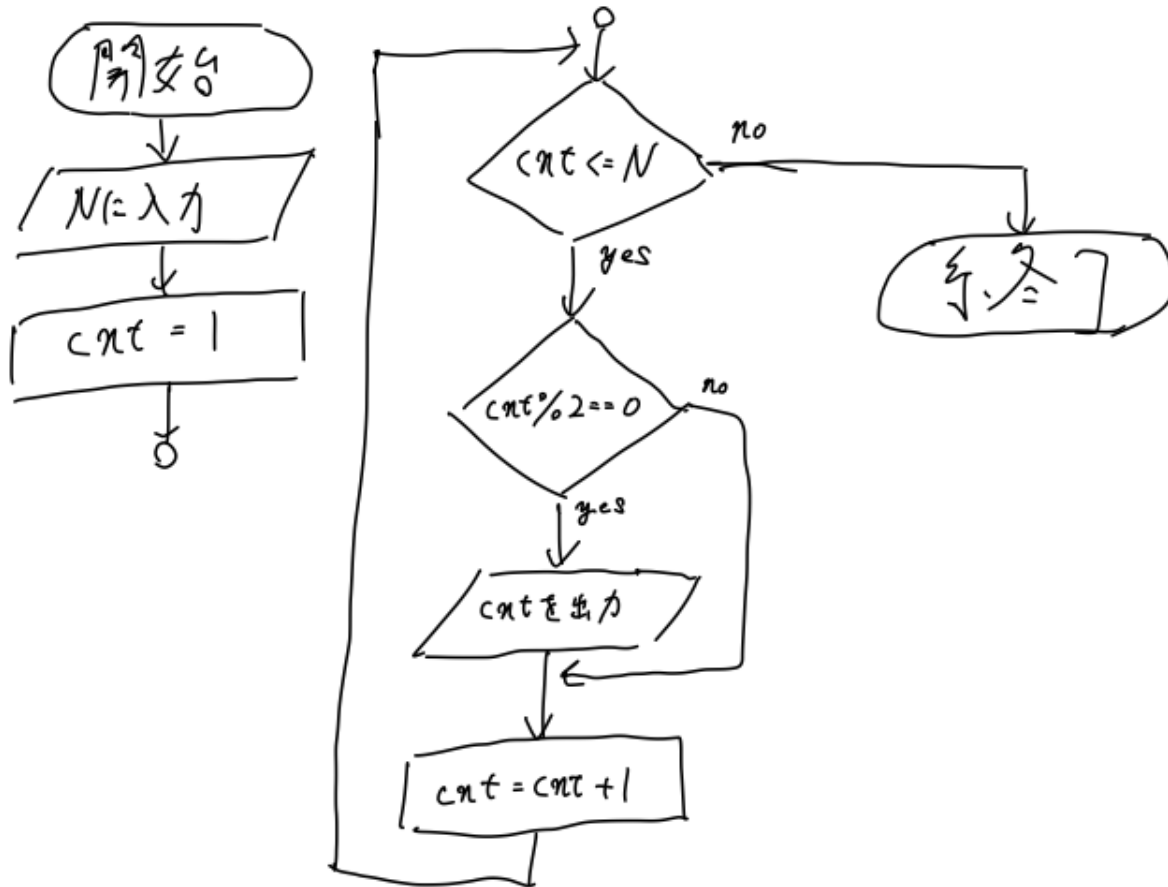 開始
Nに入力
cnt = 1
cnt <= N
no
yes
終了
cnt%2==0
no
yes
cntを出力
cnt = cnt + 1